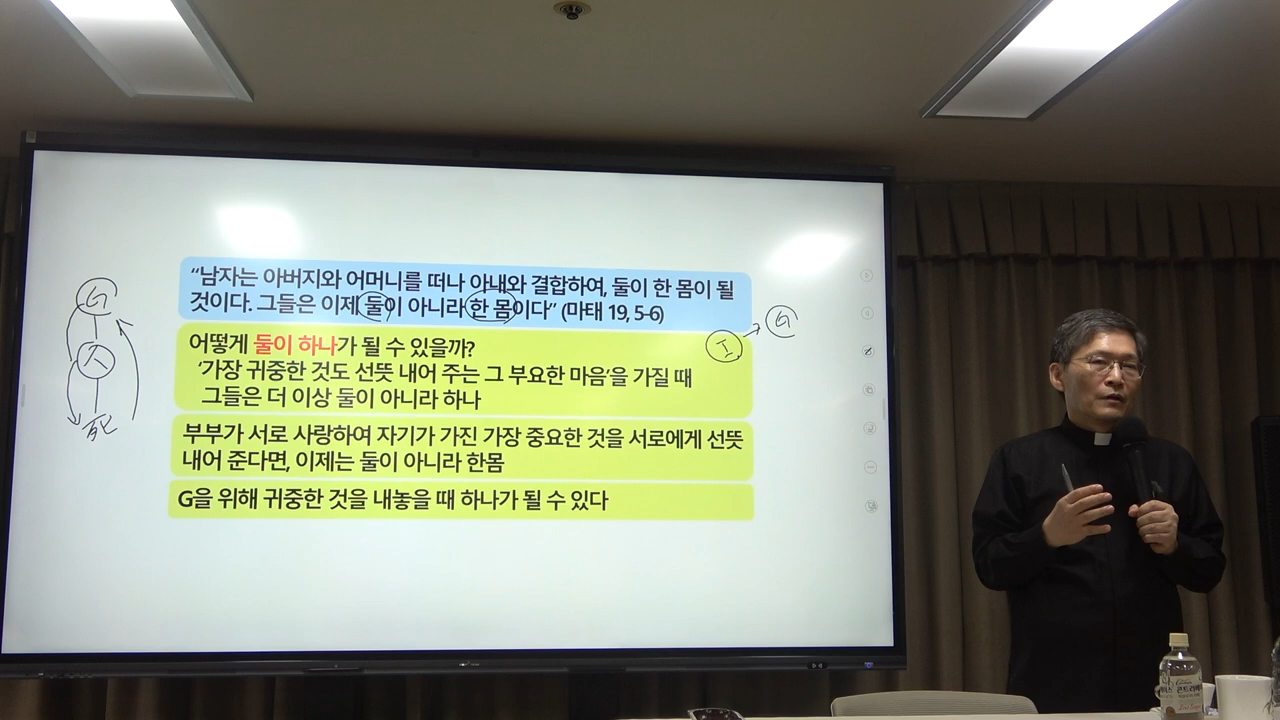 “남자는 아버지와 어머니를 떠나 아내와 결합하여, 둘이 한 몸이 될
것이다. 그들은 이제 둘이 아니라 한 몸이다” (마태 19, 5-6)
어떻게 둘이 하나가 될 수 있을까?
‘가장 귀중한 것도 선뜻 내어 주는 그 부요한 마음’을 가질 때
그들은 더 이상 둘이 아니라 하나
부부가 서로 사랑하여 자기가 가진 가장 중요한 것을 서로에게 선뜻
내어 준다면, 이제는 둘이 아니라 한몸
G을 위해 귀중한 것을 내놓을 때 하나가 될 수 있다
G
人
死
I
G